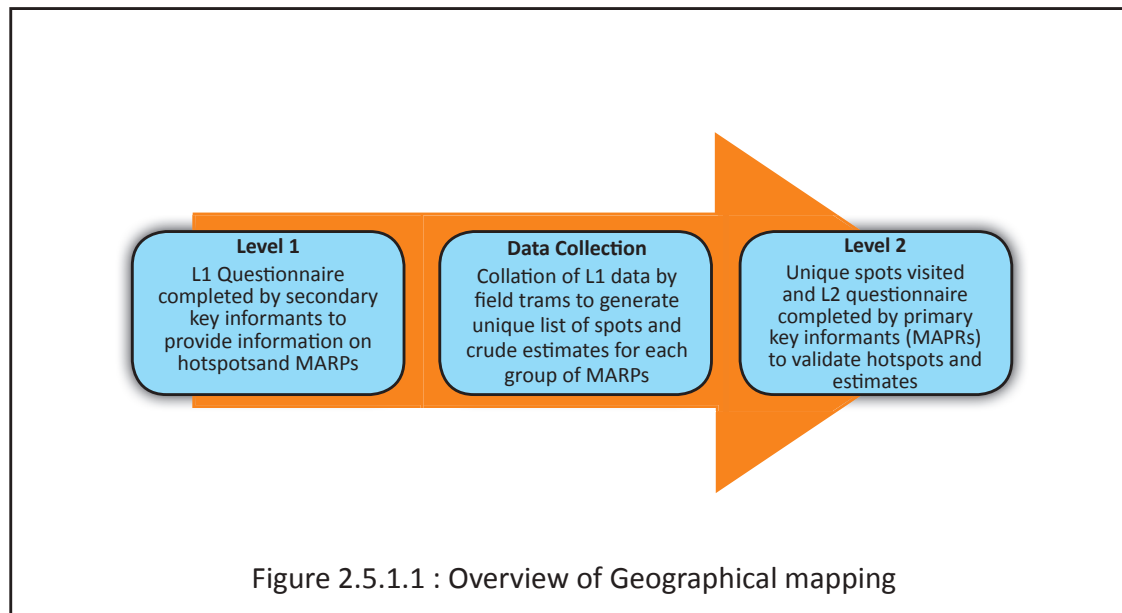 Level 1
L1 Questionnaire
completed by secondary
key informants to
provide information on
hotspotsand MARPs
Data Collection
Collation of L1 data by
field trams to generate
unique list of spots and
crude estimates for each
group of MARPs
Level 2
Unique spots visited
and L2 questionnaire
completed by primary
key informants (MAPRs)
to validate hotspots and
estimates
Figure 2.5.1.1 : Overview of Geographical mapping